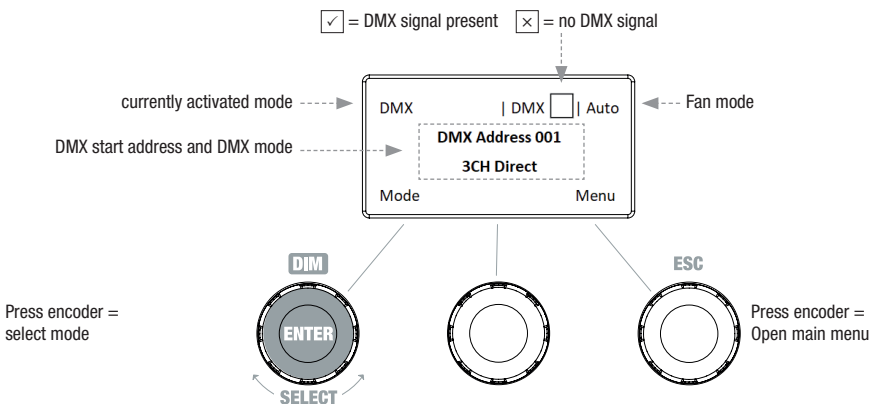 ✓ = DMX signal present × = no DMX signal
currently activated mode
DMX | DMX | Auto
Fan mode
DMX start address and DMX mode
DMX Address 001
3CH Direct
Mode Menu
DIM
ESC
Press encoder =
select mode
ENTER
Press encoder =
Open main menu
SELECT